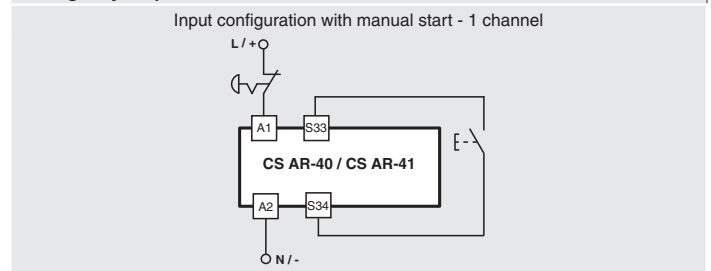 Input configuration with manual start - 1 channel
L / +
A1 S33
CS AR-40 / CS AR-41
A2 S34
N / -